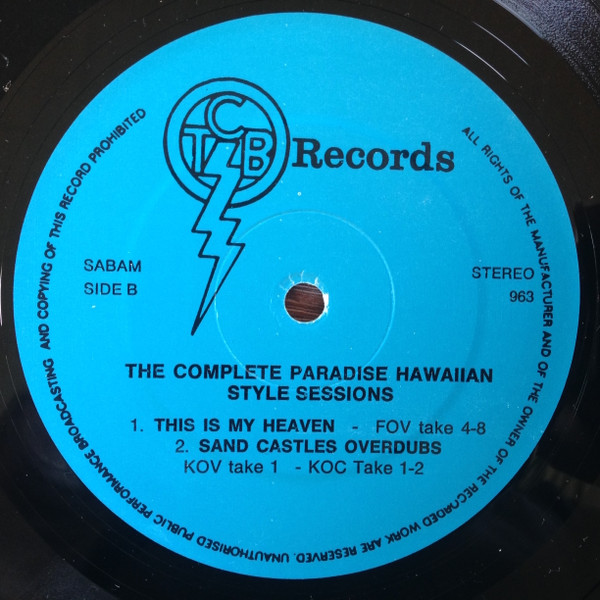 TCB
Records
SABAM
SIDE B
STEREO
963
THE COMPLETE PARADISE HAWAIIAN
STYLE SESSIONS
1. THIS IS MY HEAVEN - FOV take 4-8
2. SAND CASTLES OVERDUBS
KOV take 1 - KOC Take 1-2
ALL RIGHTS OF THE MANUFACTURER AND OF THE OWNER OF THE RECORDED WORK ARE RESERVED. UNAUTHORISED PUBLIC PERFORMANCE BROADCASTING AND COPYING OF THIS RECORD PROHIBITED